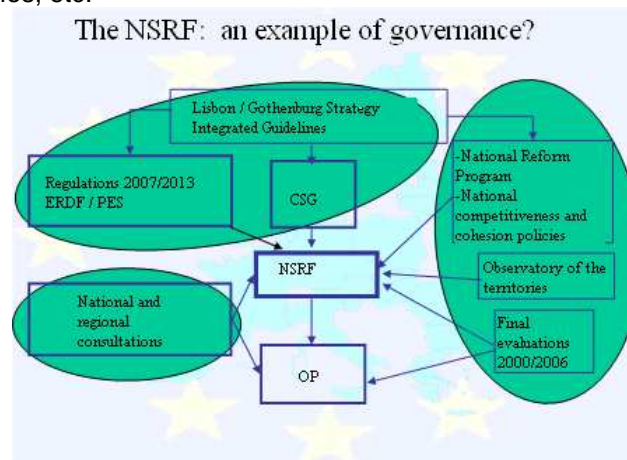 The NSRF: an example of governance?
Lisbon / Gothenburg Strategy
Integrated Guidelines
Regulations 2007/2013
ERDF / PES
CSG
-National Reform
Program
-National
competitiveness and
cohesion policies
NSRF
Observatory of the
territories
National and
regional
consultations
Final
evaluations
2000/2006
OP